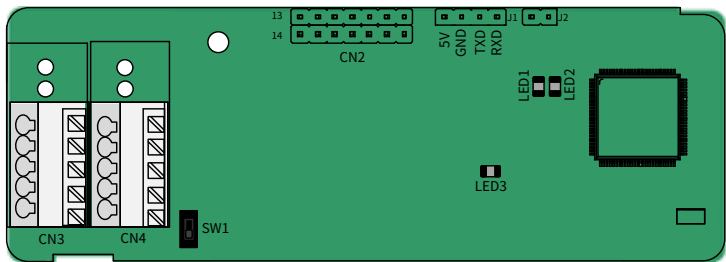 13
14
CN2
5V
GND
TXD
RXD
J1
J2
LED1
LED2
LED3
CN3
CN4
SW1